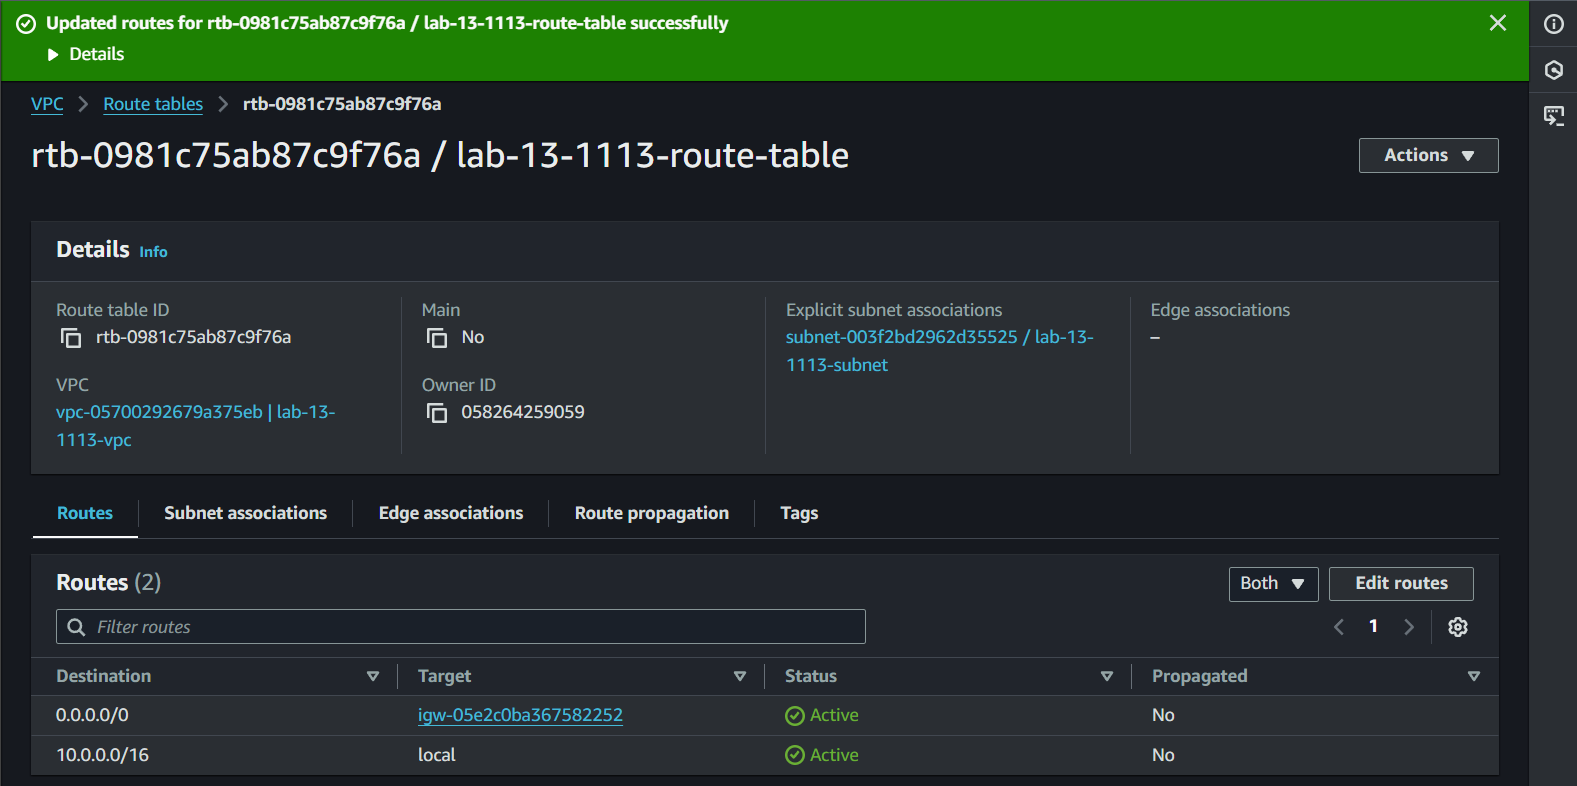 Updated routes for rtb-0981c75ab87c9f76a / lab-13-1113-route-table successfully
Details
VPC > Route tables > rtb-0981c75ab87c9f76a
rtb-0981c75ab87c9f76a / lab-13-1113-route-table
Actions
Details Info
Route table ID
rtb-0981c75ab87c9f76a
Main
No
Explicit subnet associations
subnet-003f2bd2962d35525 / lab-13-
1113-subnet
Edge associations
–
VPC
vpc-05700292679a375eb | lab-13-
1113-vpc
Owner ID
058264259059
Routes Subnet associations Edge associations Route propagation Tags
Routes (2)
Both Edit routes
Filter routes
1
Destination Target Status Propagated
0.0.0.0/0 igw-05e2c0ba367582252 Active No
10.0.0.0/16 local Active No